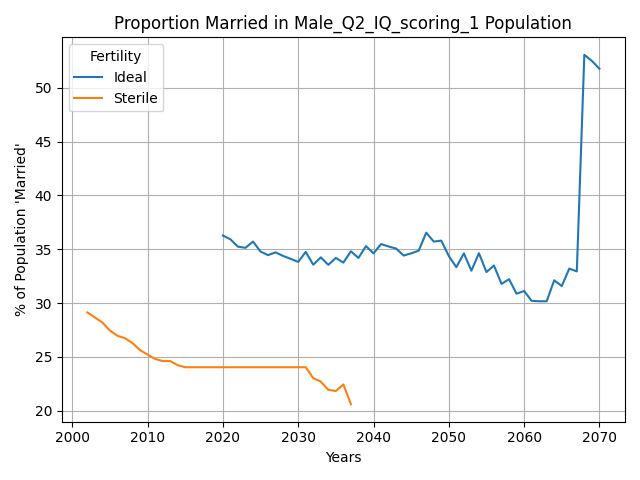 Proportion Married in Male_Q2_IQ_scoring_1 Population
Fertility
Ideal
Sterile
% of Population 'Married'
50
45
40
35
30
25
20
2000 2010 2020 2030 2040 2050 2060 2070
Years